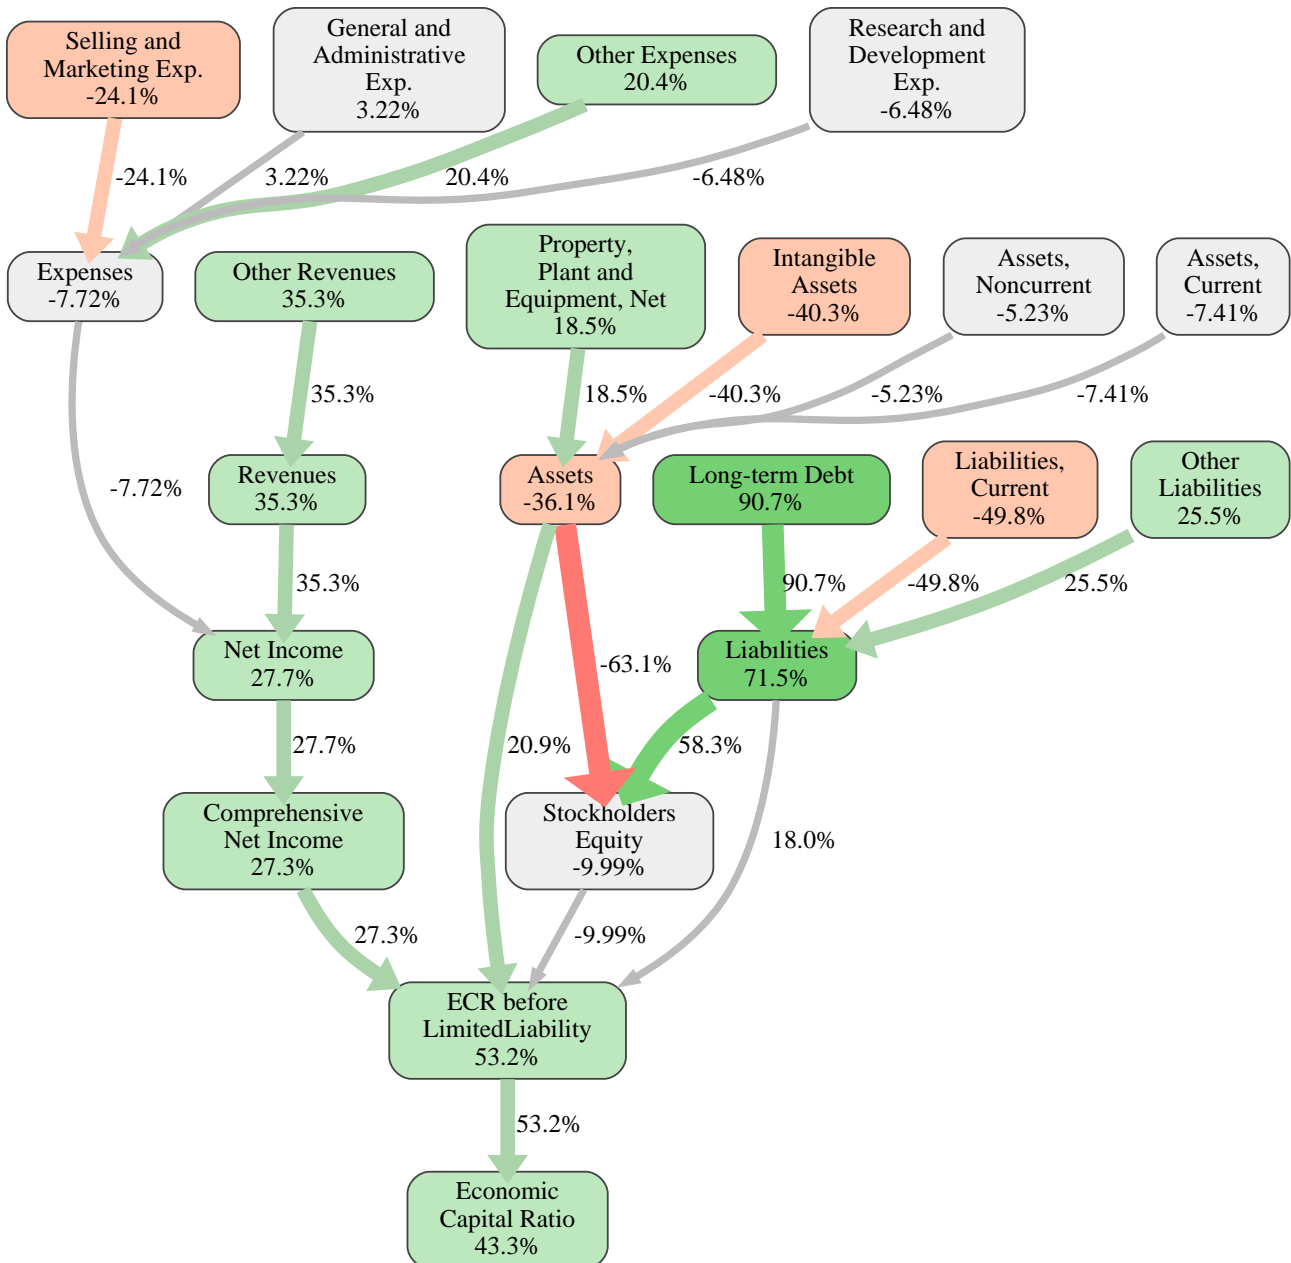 Selling and
Marketing Exp.
-24.1%
General and
Administrative
Exp.
3.22%
Other Expenses
20.4%
Research and
Development
Exp.
-6.48%
-24.1%
3.22%
20.4%
-6.48%
Expenses
-7.72%
Other Revenues
35.3%
Property,
Plant and
Equipment, Net
18.5%
Intangible
Assets
-40.3%
Assets,
Noncurrent
-5.23%
Assets,
Current
-7.41%
35.3%
18.5%
-40.3%
-5.23%
-7.41%
-7.72%
Revenues
35.3%
Assets
-36.1%
Long-term Debt
90.7%
Liabilities,
Current
-49.8%
Other
Liabilities
25.5%
35.3%
90.7%
-49.8%
25.5%
Net Income
27.7%
-63.1%
Liabilities
71.5%
27.7%
20.9%
58.3%
Comprehensive
Net Income
27.3%
Stockholders
Equity
-9.99%
18.0%
27.3%
-9.99%
ECR before
LimitedLiability
53.2%
53.2%
Economic
Capital Ratio
43.3%